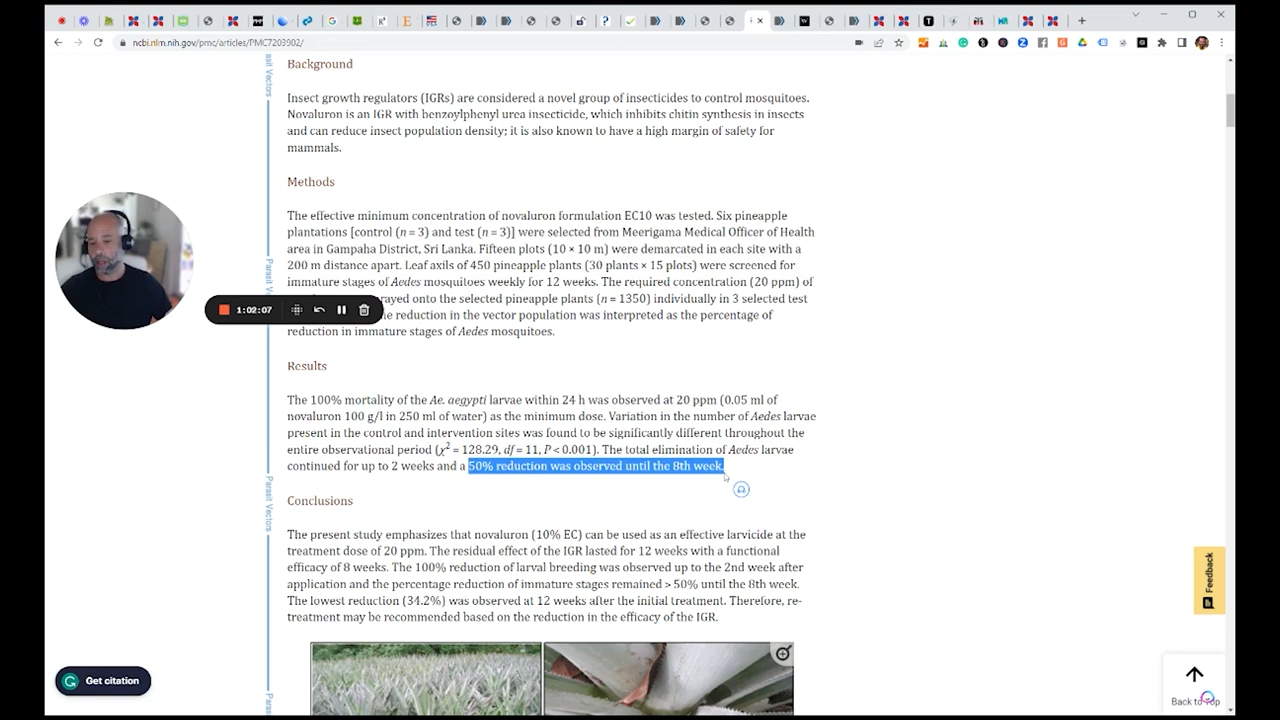 ncbi.nlm.nih.gov/pmc/articles/PMC7203902/
Background
Insect growth regulators (IGRs) are considered a novel group of insecticides to control mosquitoes.
Novaluron is an IGR with benzoylphenyl urea insecticide, which inhibits chitin synthesis in insects
and can reduce insect population density; it is also known to have a high margin of safety for
mammals.
Methods
The effective minimum concentration of novaluron formulation EC10 was tested. Six pineapple
plantations [control (n = 3) and test (n = 3)] were selected from Meerigama Medical Officer of Health
area in Gampaha District, Sri Lanka. Fifteen plots (10 × 10 m) were demarcated in each site with a
200 m distance apart. Leaf axils of 450 pineapple plants (30 plants × 15 plots) were screened for
immature stages of Aedes mosquitoes weekly for 12 weeks. The required concentration (20 ppm) of
rayed onto the selected pineapple plants (n = 1350) individually in 3 selected test
1:02:07
he reduction in the vector population was interpreted as the percentage of
reduction in immature stages of Aedes mosquitoes.
Results
The 100% mortality of the Ae. aegypti larvae within 24 h was observed at 20 ppm (0.05 ml of
novaluron 100 g/l in 250 ml of water) as the minimum dose. Variation in the number of Aedes larvae
present in the control and intervention sites was found to be significantly different throughout the
entire observational period (χ2 = 128.29, df = 11, P < 0.001). The total elimination of Aedes larvae
continued for up to 2 weeks and a 50% reduction was observed until the 8th week.
Conclusions
The present study emphasizes that novaluron (10% EC) can be used as an effective larvicide at the
treatment dose of 20 ppm. The residual effect of the IGR lasted for 12 weeks with a functional
efficacy of 8 weeks. The 100% reduction of larval breeding was observed up to the 2nd week after
application and the percentage reduction of immature stages remained > 50% until the 8th week.
The lowest reduction (34.2%) was observed at 12 weeks after the initial treatment. Therefore, re-
treatment may be recommended based on the reduction in the efficacy of the IGR.
asit Vectors
Parasit Vectors
Feedback
Get citation
Back to Top